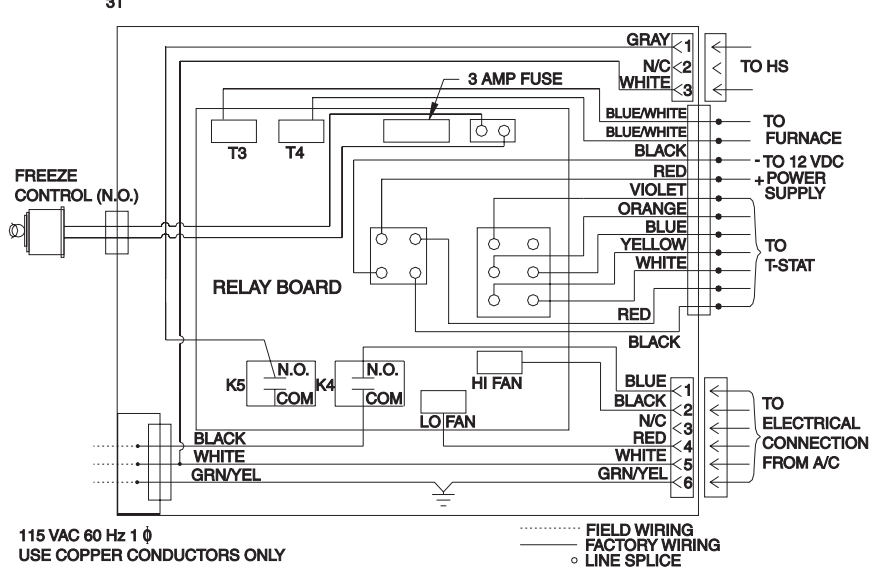 31
GRAY
1
N/C
2
TO HS
WHITE
3
3 AMP FUSE
BLUE/WHITE
TO
BLUE/WHITE
FURNACE
T3
T4
BLACK
- TO 12 VDC
RED
+ POWER
SUPPLY
FREEZE
CONTROL (N.O.)
VIOLET
ORANGE
BLUE
YELLOW
TO
WHITE
T-STAT
RELAY BOARD
RED
BLACK
N.O.
N.O.
K5
K4
COM
COM
HI FAN
LO FAN
BLUE
1
BLACK
2
TO
N/C
3
ELECTRICAL
RED
4
CONNECTION
WHITE
5
FROM A/C
GRN/YEL
6
BLACK
WHITE
GRN/YEL
115 VAC 60 Hz 1 ϕ
USE COPPER CONDUCTORS ONLY
FIELD WIRING
FACTORY WIRING
LINE SPLICE